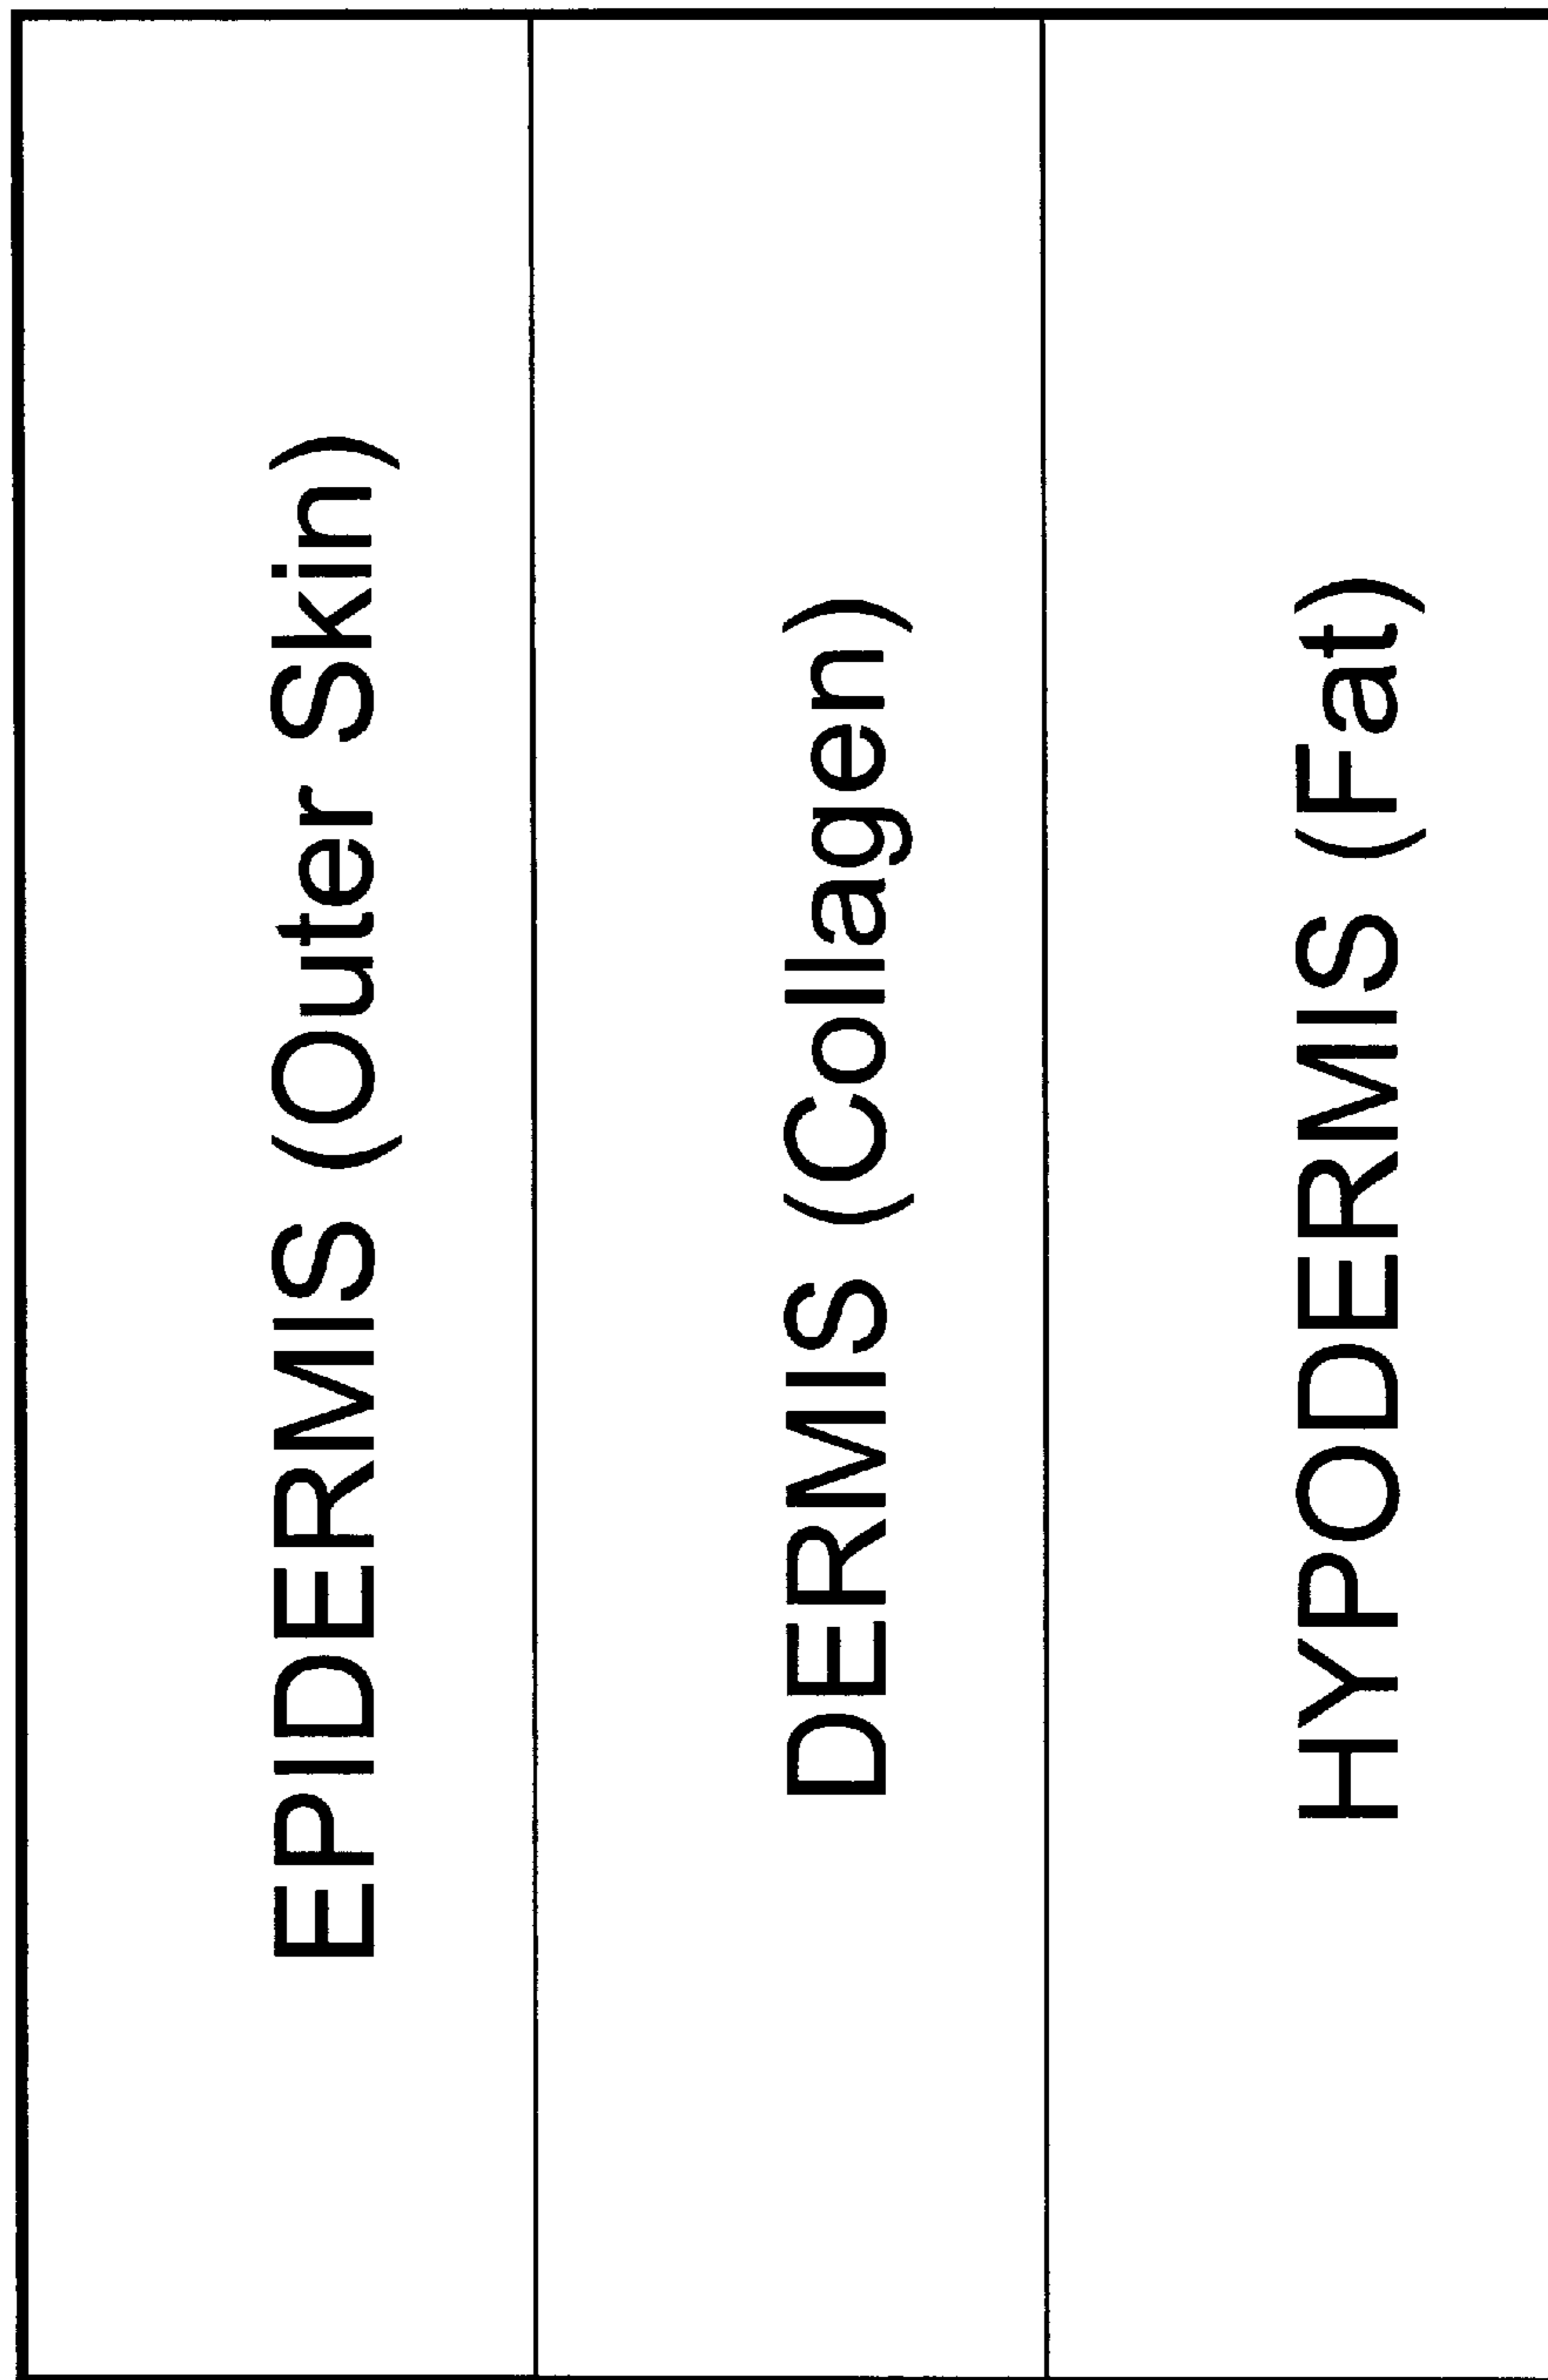 EPIDERMIS (Outer Skin)
DERMIS (Collagen)
HYPODERMIS (Fat)